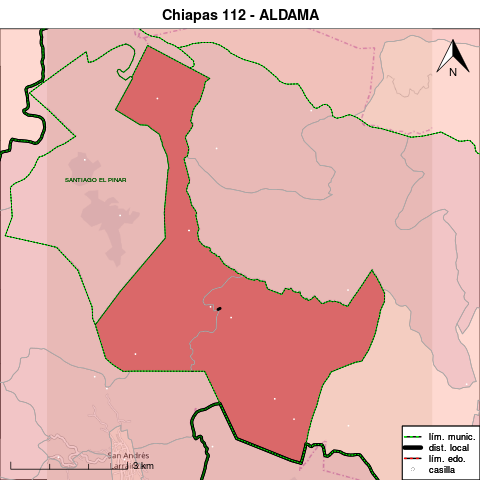 Chiapas 112 - ALDAMA
N
SANTIAGO EL PINAR
San Andrés
Larráinzar
3 km
lím. munic.
dist. local
lím. edo.
casilla